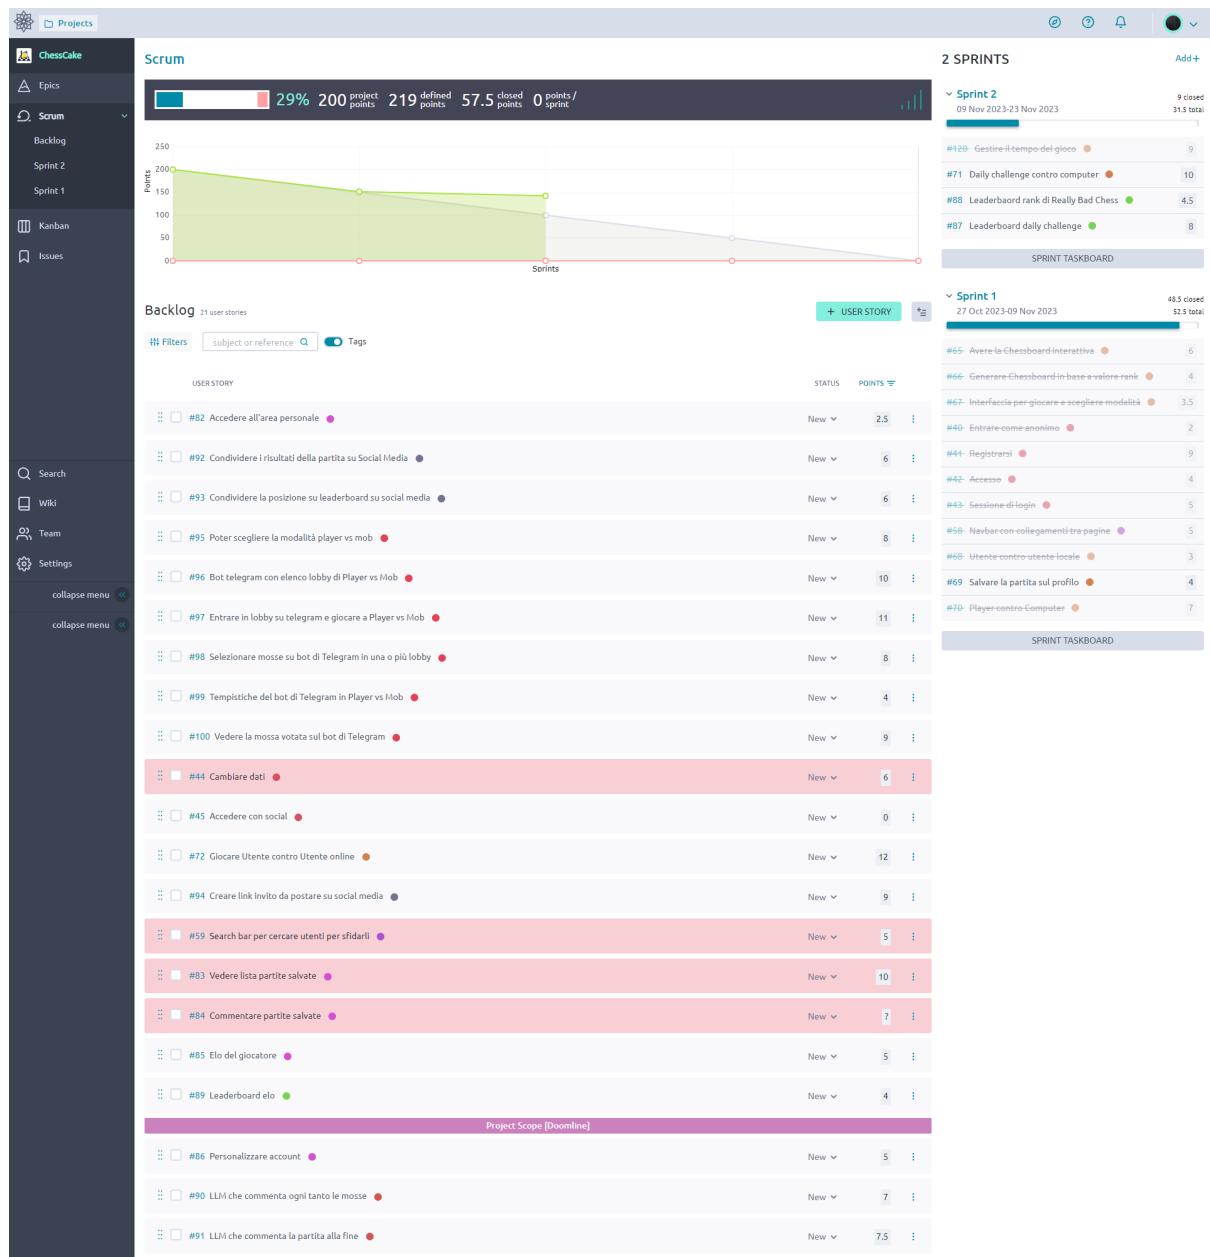 Projects
ChessCake
Epics
Scrum
Backlog
Sprint 2
Sprint 1
Kanban
Issues
Search
Wiki
Team
Settings
collapse menu
collapse menu
Scrum
29% 200 project points 219 defined points 57.5 closed points 0 points / sprint
250
200
150
100
50
0
Points
Sprints
Backlog 21 user stories
+ USER STORY
Filters
subject or reference
Tags
USER STORY STATUS POINTS
#82 Accedere all'area personale New 2.5
#92 Condividere i risultati della partita su Social Media New 6
#93 Condividere la posizione su leaderboard su social media New 6
#95 Poter scegliere la modalità player vs mob New 8
#96 Bot telegram con elenco lobby di Player vs Mob New 10
#97 Entrare in lobby su telegram e giocare a Player vs Mob New 11
#98 Selezionare mosse su bot di Telegram in una o più lobby New 8
#99 Tempistiche del bot di Telegram in Player vs Mob New 4
#100 Vedere la mossa votata sul bot di Telegram New 9
#44 Cambiare dati New 6
#45 Accedere con social New 0
#72 Giocare Utente contro Utente online New 12
#94 Creare link invito da postare su social media New 9
#59 Search bar per cercare utenti per sfidarli New 5
#83 Vedere lista partite salvate New 10
#84 Commentare partite salvate New ?
#85 Elo del giocatore New 5
#89 Leaderboard elo New 4
Project Scope [Doomline]
#86 Personalizzare account New 5
#90 LLM che commenta ogni tanto le mosse New 7
#91 LLM che commenta la partita alla fine New 7.5
2 SPRINTS
Add+
Sprint 2 9 closed
09 Nov 2023-23 Nov 2023 31.5 total
#120 Gestire il tempo del gioco 9
#71 Daily challenge contro computer 10
#88 Leaderbaord rank di Really Bad Chess 4.5
#87 Leaderboard daily challenge 8
SPRINT TASKBOARD
Sprint 1 48.5 closed
27 Oct 2023-09 Nov 2023 52.5 total
#65 Avere la Chessboard interattiva 6
#66 Generare Chessboard in base a valore rank 4
#67 Interfaccia per giocare e scegliere modalità 3.5
#40 Entrare come anonimo 2
#41 Registrarsi 9
#42 Accesso 4
#43 Sessione di login 5
#58 Navbar con collegamenti tra pagine 5
#68 Utente contro utente locale 3
#69 Salvare la partita sul profilo 4
#70 Player contro Computer 7
SPRINT TASKBOARD